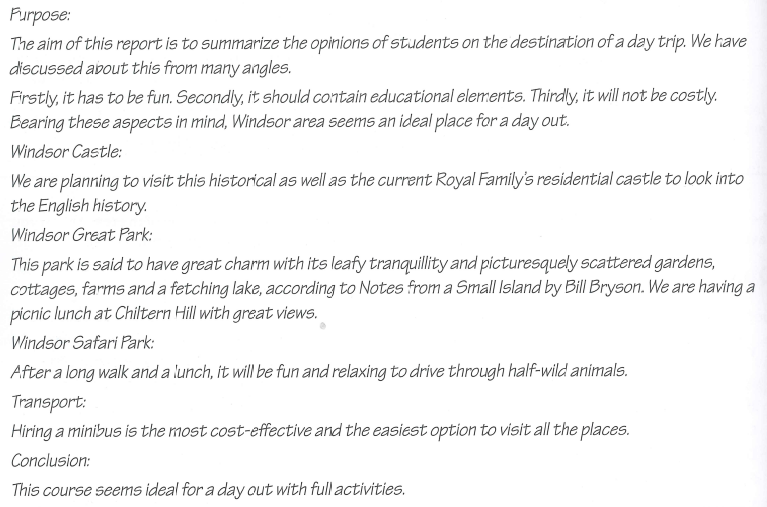 Purpose:
The aim of this report is to summarize the opinions of students on the destination of a day trip. We have
discussed about this from many angles.
Firstly, it has to be fun. Secondly, it should contain educational elements. Thirdly, it will not be costly.
Bearing these aspects in mind, Windsor area seems an ideal place for a day out.
Windsor Castle:
We are planning to visit this historical as well as the current Royal Family's residential castle to look into
the English history.
Windsor Great Park:
This park is said to have great charm with its leafy tranquillity and picturesquely scattered gardens,
cottages, farms and a fetching lake, according to Notes from a Small Island by Bill Bryson. We are having a
picnic lunch at Chiltern Hill with great views.
Windsor Safari Park:
After a long walk and a lunch, it will be fun and relaxing to drive through half-wild animals.
Transport:
Hiring a minibus is the most cost-effective and the easiest option to visit all the places.
Conclusion:
This course seems ideal for a day out with full activities.